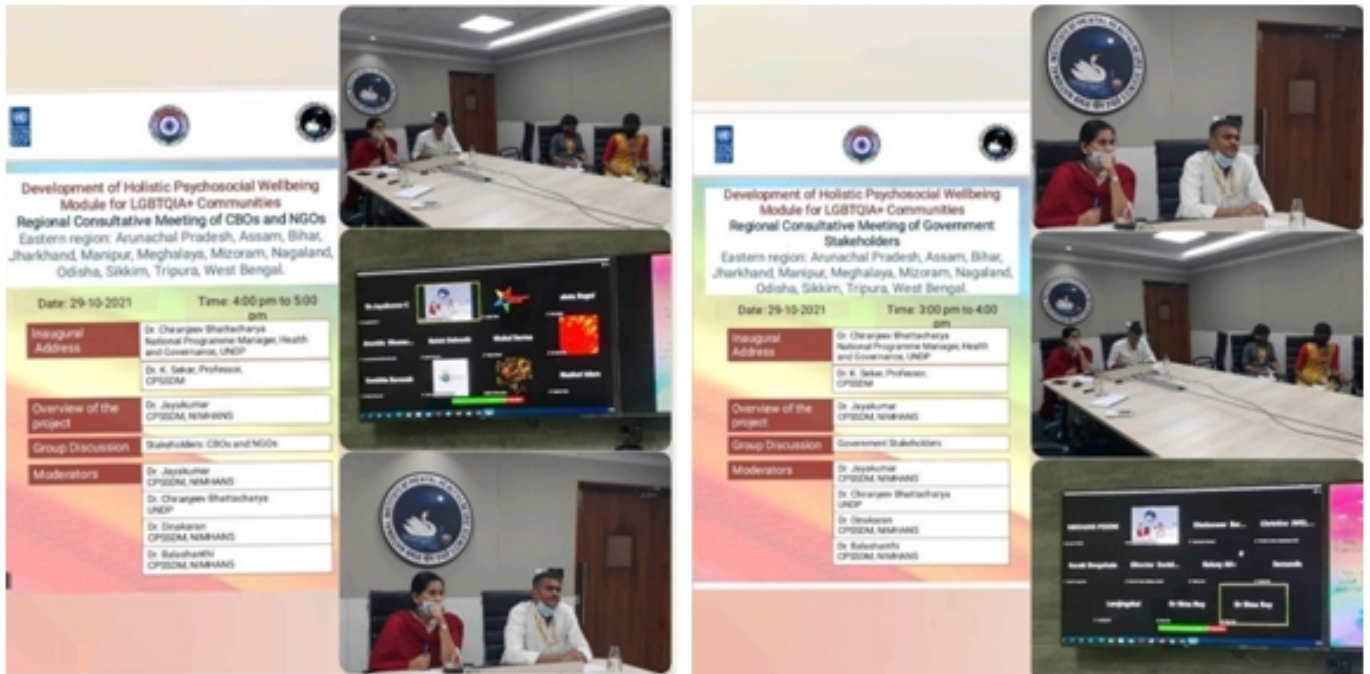 Development of Holistic Psychosocial Wellbeing
Module for LGBTQIA+ Communities
Regional Consultative Meeting of CBOs and NGOs
Eastern region: Arunachal Pradesh, Assam, Bihar,
Jharkhand, Manipur, Meghalaya, Mizoram, Nagaland,
Odisha, Sikkim, Tripura, West Bengal.
Date: 29-10-2021
Time: 4:00 pm to 5:00
pm
Inaugural
Address
Dr. Chiranjeev Bhattacharya
National Programme Manager, Health
and Governance, UNDP
Dr. K. Sekar, Professor,
CPSSDM
Overview of the
project
Dr. Jayakumar
CPSSDM, NIMHANS
Group Discussion
Stakeholders: CBOs and NGOs
Moderators
Dr. Jayakumar
CPSSDM, NIMHANS
Dr. Chiranjeev Bhattacharya
UNDP
Dr. Dinakaran
CPSSDM, NIMHANS
Dr. Balashanthi
CPSSDM, NIMHANS
Development of Holistic Psychosocial Wellbeing
Module for LGBTQIA+ Communities
Regional Consultative Meeting of Government
Stakeholders
Eastern region: Arunachal Pradesh, Assam, Bihar,
Jharkhand, Manipur, Meghalaya, Mizoram, Nagaland,
Odisha, Sikkim, Tripura, West Bengal.
Date: 29-10-2021
Time: 3:00 pm to 4:00
pm
Inaugural
Address
Dr. Chiranjeev Bhattacharya
National Programme Manager, Health
and Governance, UNDP
Dr. K. Sekar, Professor,
CPSSDM
Overview of the
project
Dr. Jayakumar
CPSSDM, NIMHANS
Group Discussion
Government Stakeholders
Moderators
Dr. Jayakumar
CPSSDM, NIMHANS
Dr. Chiranjeev Bhattacharya
UNDP
Dr. Dinakaran
CPSSDM, NIMHANS
Dr. Balashanthi
CPSSDM, NIMHANS